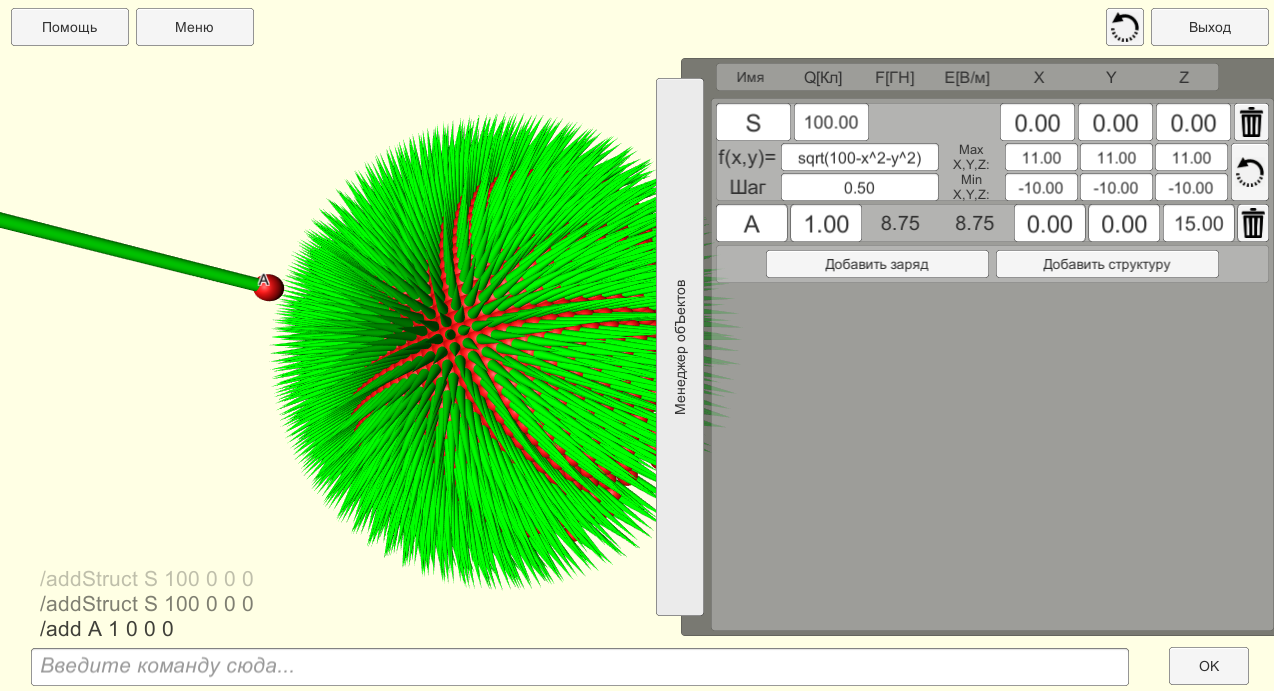 Помощь Меню Выход
Имя Q[Кл] F[ГН] E[В/м] X Y Z
S 100.00 0.00 0.00 0.00
f(x,y)= sqrt(100-x^2-y^2) Max X,Y,Z: 11.00 11.00 11.00
Шаг 0.50 Min X,Y,Z: -10.00 -10.00 -10.00
A 1.00 8.75 8.75 0.00 0.00 15.00
Добавить заряд Добавить структуру
Менеджер объектов
A
/addStruct S 100 0 0 0
/addStruct S 100 0 0 0
/add A 1 0 0 0
Введите команду сюда... OK